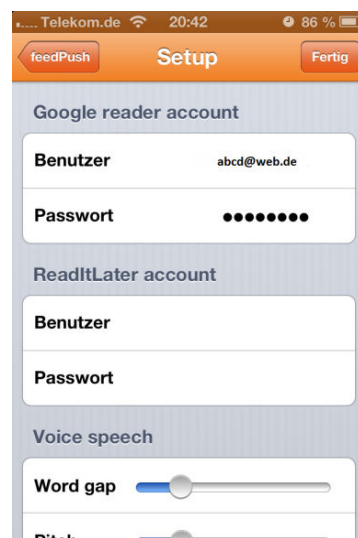 ..... Telekom.de 20:42 86 %
feedPush Setup Fertig
Google reader account
Benutzer abcd@web.de
Passwort ●●●●●●●●
ReadItLater account
Benutzer
Passwort
Voice speech
Word gap
Pitch